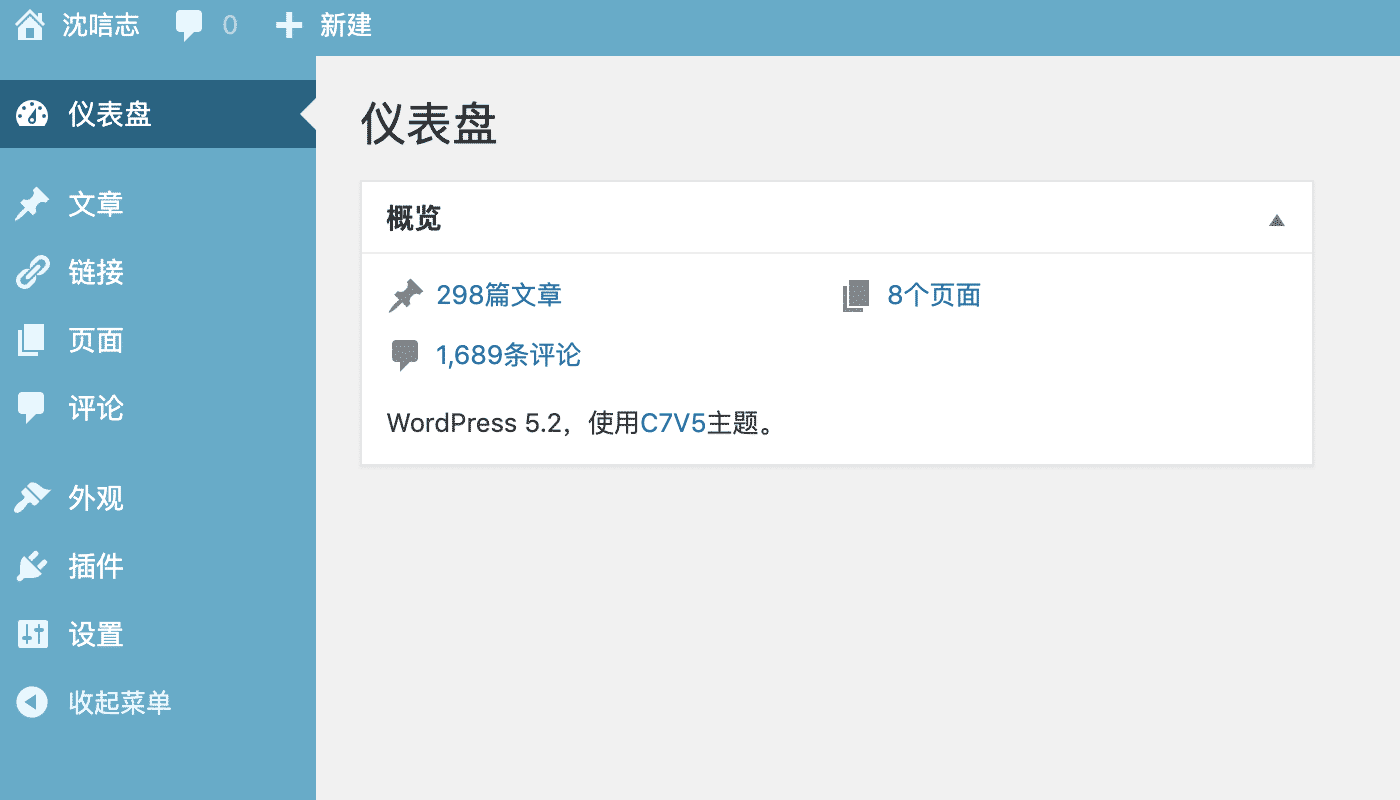 沈唁志 0 新建
仪表盘
文章
链接
页面
评论
外观
插件
设置
收起菜单
仪表盘
概览
298篇文章 8个页面
1,689条评论
WordPress 5.2，使用C7V5主题。